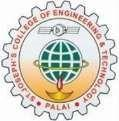 ST.JOSEPH'S COLLEGE OF ENGINEERING & TECHNOLOGY
PALAI